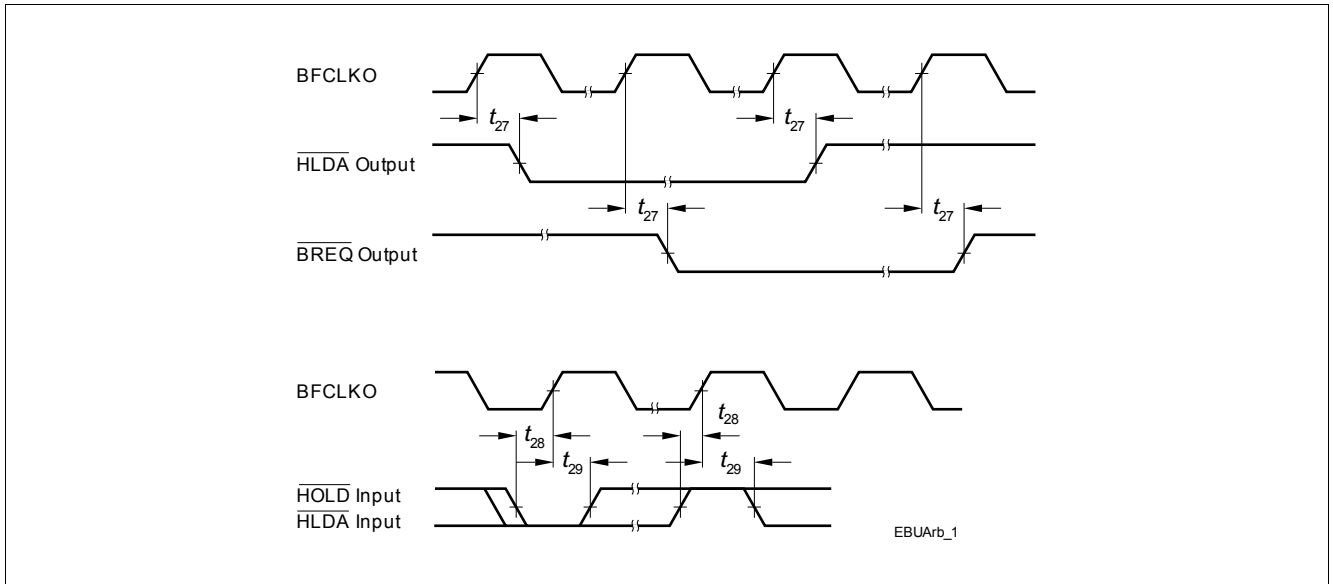 BFCLKO
t27
t27
HLDA Output
t27
t27
BREQ Output
BFCLKO
t28
t28
t29
t29
HOLD Input
HLDA Input
EBUArb_1